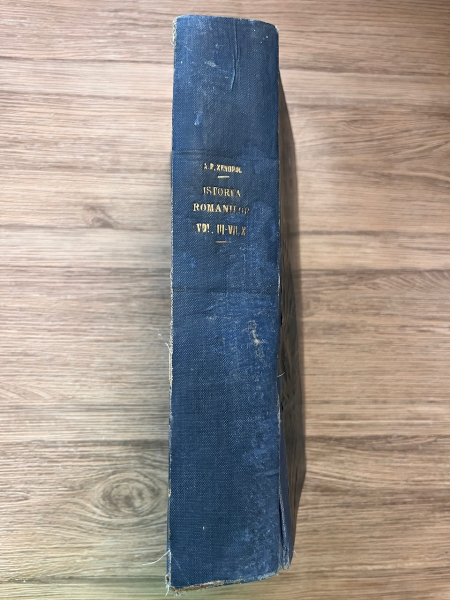 A.D. XENOPOL
ISTORIA
ROMANILOR
VOL. III-VII, X